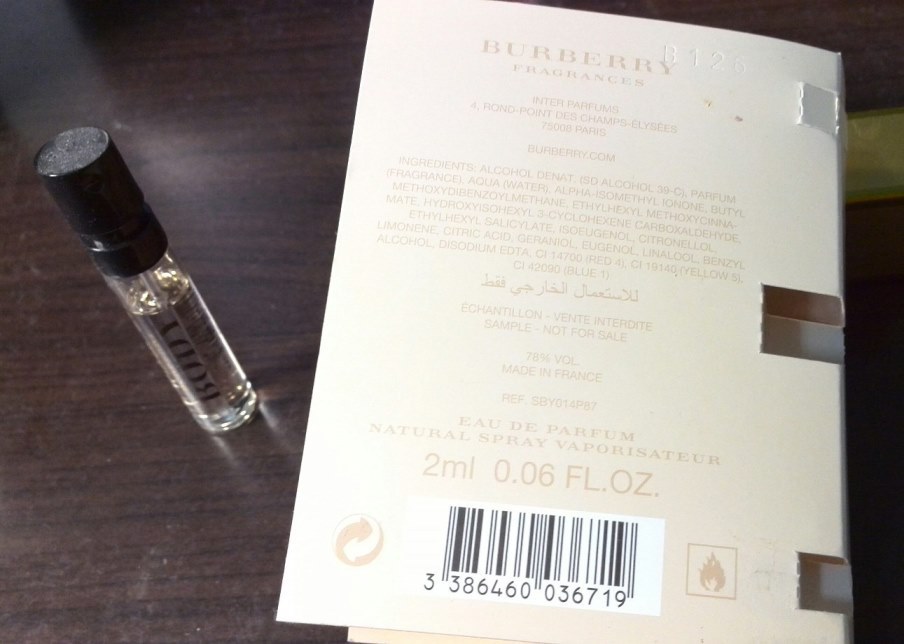 BURBERRY
B126
FRAGRANCES
INTER PARFUMS
4, ROND-POINT DES CHAMPS-ÉLYSÉES
75008 PARIS
BURBERRY.COM
INGREDIENTS: ALCOHOL DENAT. (SD ALCOHOL 39-C), PARFUM
(FRAGRANCE), AQUA (WATER), ALPHA-ISOMETHYL IONONE, BUTYL
METHOXYDIBENZOYLMETHANE, ETHYLHEXYL METHOXYCINNA-
MATE, HYDROXYISOHEXYL 3-CYCLOHEXENE CARBOXALDEHYDE,
ETHYLHEXYL SALICYLATE, ISOEUGENOL, CITRONELLOL,
LIMONENE, CITRIC ACID, GERANIOL, EUGENOL, LINALOOL, BENZYL
ALCOHOL, DISODIUM EDTA, CI 14700 (RED 4), CI 19140 (YELLOW 5),
CI 42090 (BLUE 1)
للاستعمال الخارجي فقط
ÉCHANTILLON - VENTE INTERDITE
SAMPLE - NOT FOR SALE
78% VOL.
MADE IN FRANCE
REF. SBY014P87
EAU DE PARFUM
NATURAL SPRAY VAPORISATEUR
2ml 0.06 FL.OZ.
3 386460 036719
BODY